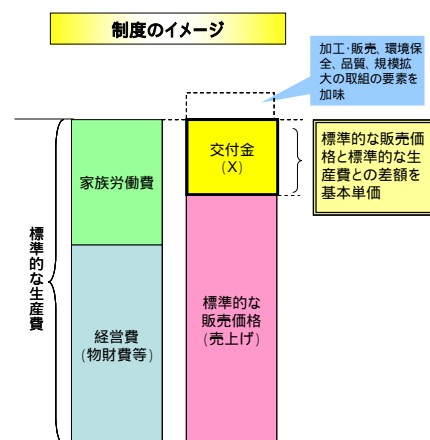 制度のイメージ
加工・販売、環境保
全、品質、規模拡
大の取組の要素を
加味
交付金
(X)
標準的な販売価
格と標準的な生
産費との差額を
基本単価
家族労働費
標準的な生産費
標準的な
販売価格
(売上げ)
経営費
(物財費等)